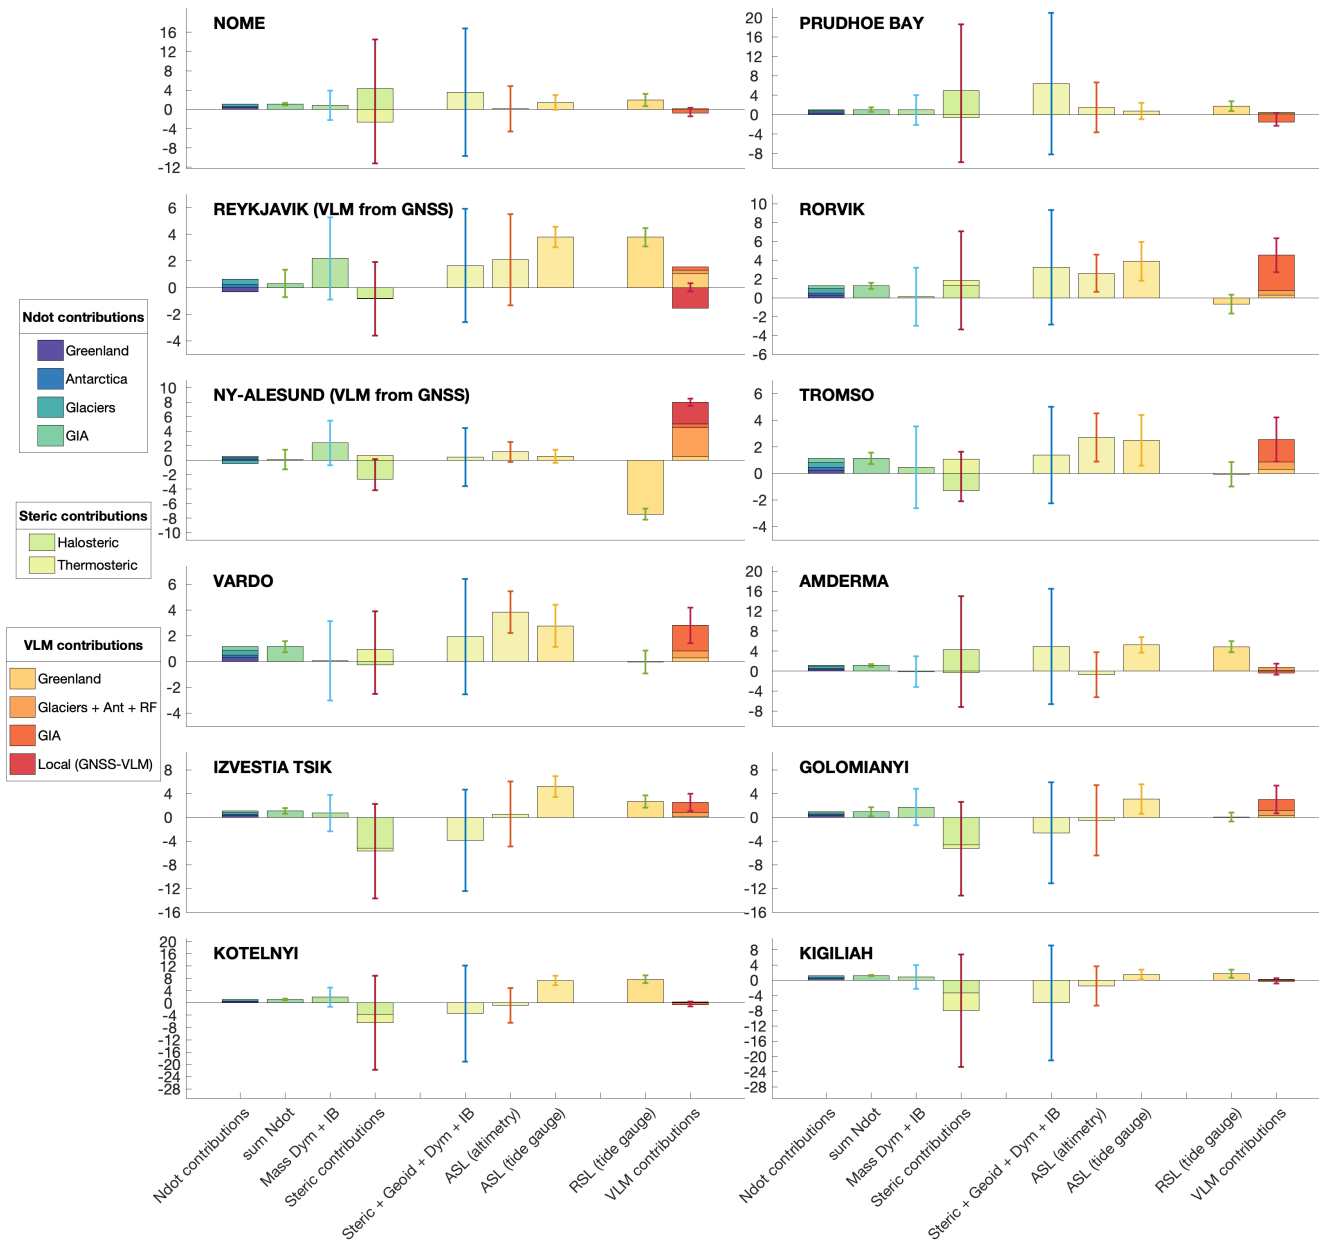 NOME
16
12
8
4
0
-4
-8
-12
PRUDHOE BAY
20
16
12
8
4
0
-4
-8
REYKJAVIK (VLM from GNSS)
6
4
2
0
-2
-4
RORVIK
10
8
6
4
2
0
-2
-4
-6
Ndot contributions
Greenland
Antarctica
Glaciers
GIA
NY-ALESUND (VLM from GNSS)
10
8
6
4
2
0
-2
-4
-6
-8
-10
TROMSO
6
4
2
0
-2
-4
Steric contributions
Halosteric
Thermosteric
VARDO
6
4
2
0
-2
-4
AMDERMA
20
16
12
8
4
0
-4
-8
VLM contributions
Greenland
Glaciers + Ant + RF
GIA
Local (GNSS-VLM)
IZVESTIA TSIK
8
4
0
-4
-8
-12
-16
GOLOMIANYI
8
4
0
-4
-8
-12
-16
KOTELNYI
20
16
12
8
4
0
-4
-8
-12
-16
-20
-24
-28
KIGILIAH
8
4
0
-4
-8
-12
-16
-20
-24
-28
Ndot contributions
sum Ndot
Mass Dym + IB
Steric contributions
Steric + Geoid + Dym + IB
ASL (altimetry)
ASL (tide gauge)
RSL (tide gauge)
VLM contributions
Ndot contributions
sum Ndot
Mass Dym + IB
Steric contributions
Steric + Geoid + Dym + IB
ASL (altimetry)
ASL (tide gauge)
RSL (tide gauge)
VLM contributions